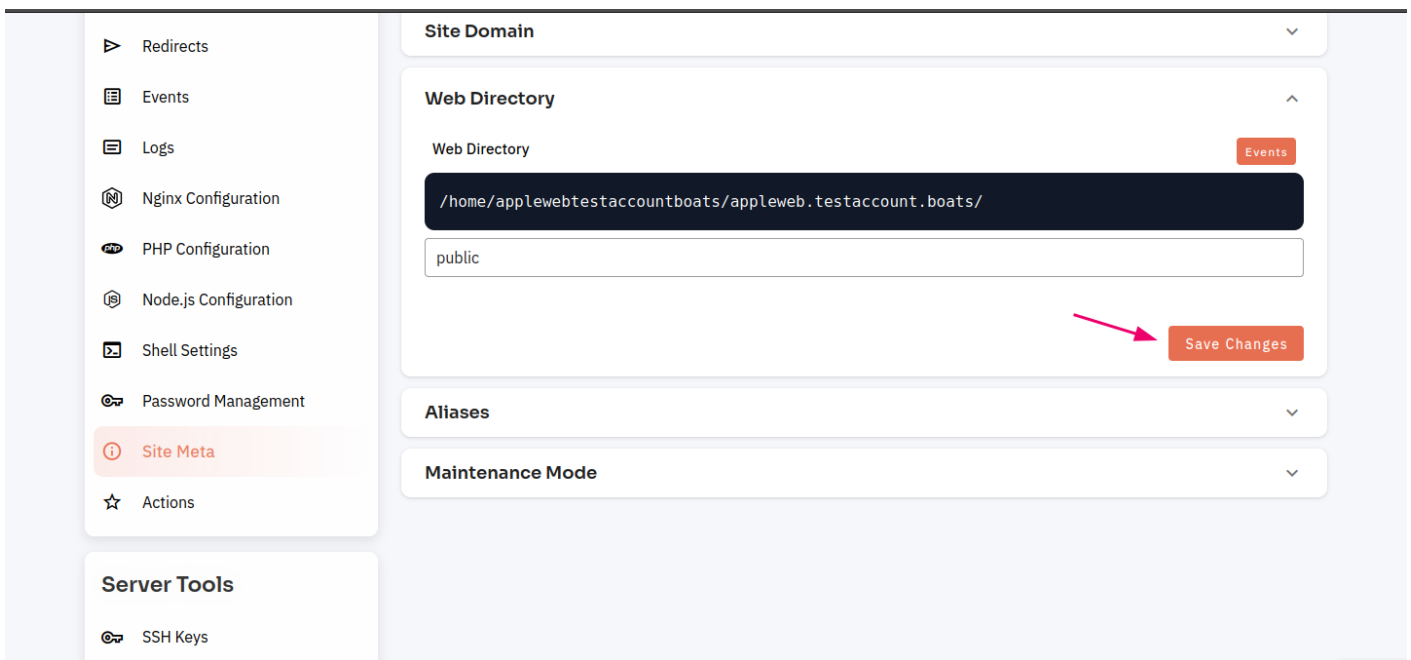 Redirects
Events
Logs
Nginx Configuration
PHP Configuration
Node.js Configuration
Shell Settings
Password Management
Site Meta
Actions
Server Tools
SSH Keys
Site Domain
Web Directory
Web Directory
Events
/home/applewebtestaccountboats/appleweb.testaccount.boats/
public
Save Changes
Aliases
Maintenance Mode